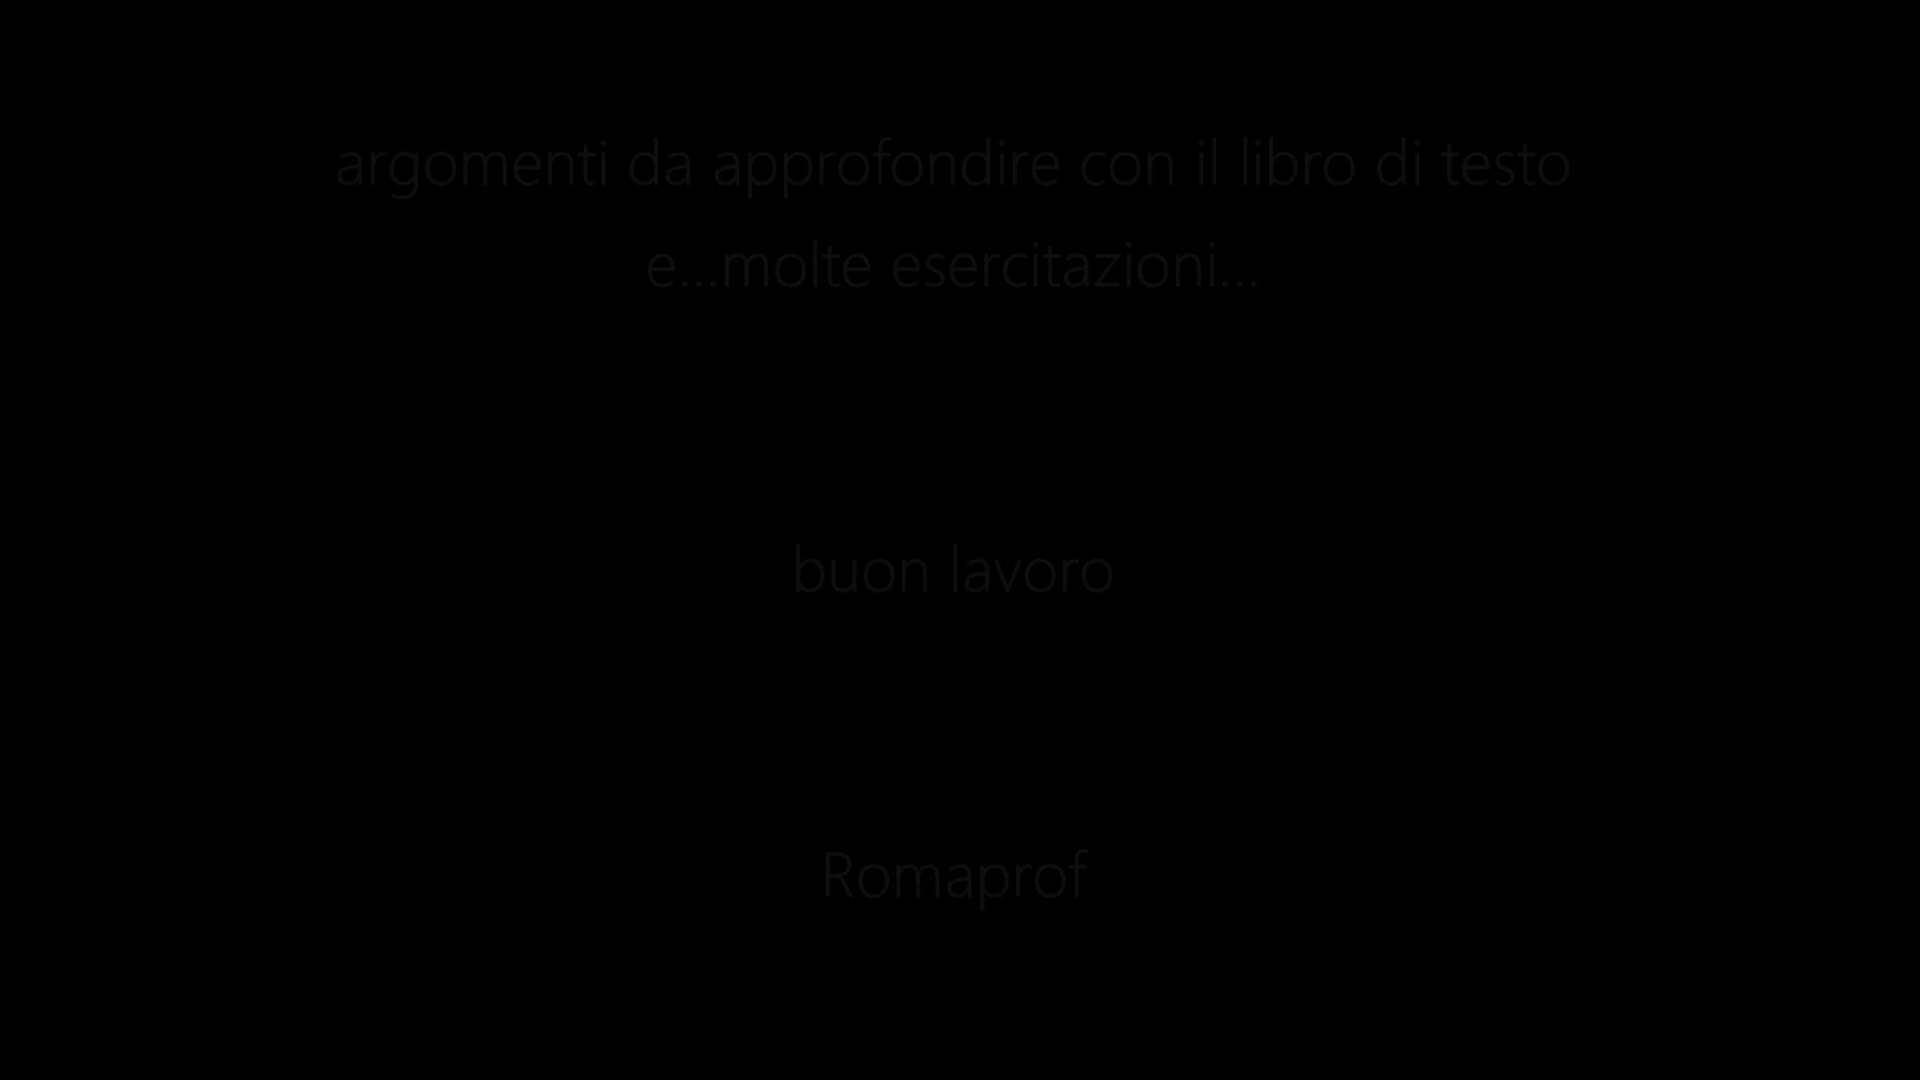 argomenti da approfondire con il libro di testo
e...molte esercitazioni...
buon lavoro
Romaprof